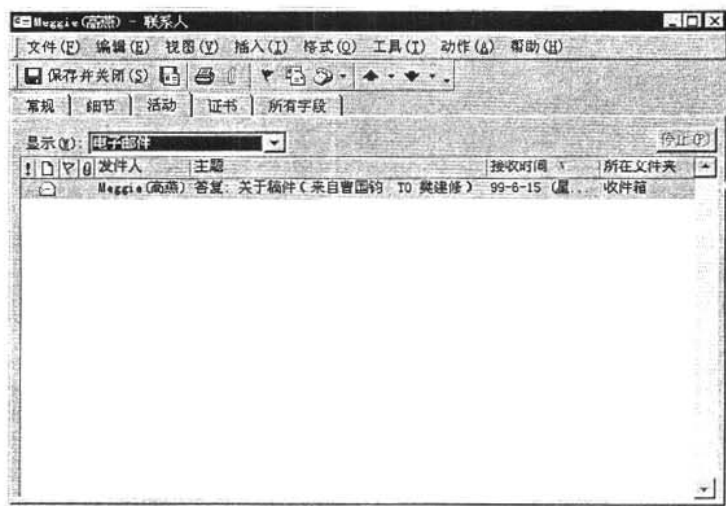 Meggie(高燕) - 联系人
文件(F) 编辑(E) 视图(V) 插入(I) 格式(O) 工具(T) 动作(A) 帮助(H)
保存并关闭(S)
常规 细节 活动 证书 所有字段
显示(W): 电子邮件 停止(P)
发件人 主题 接收时间 所在文件夹
Meggie(高燕) 答复: 关于稿件(来自曹国钧 TO 樊建修) 99-6-15 (星... 收件箱